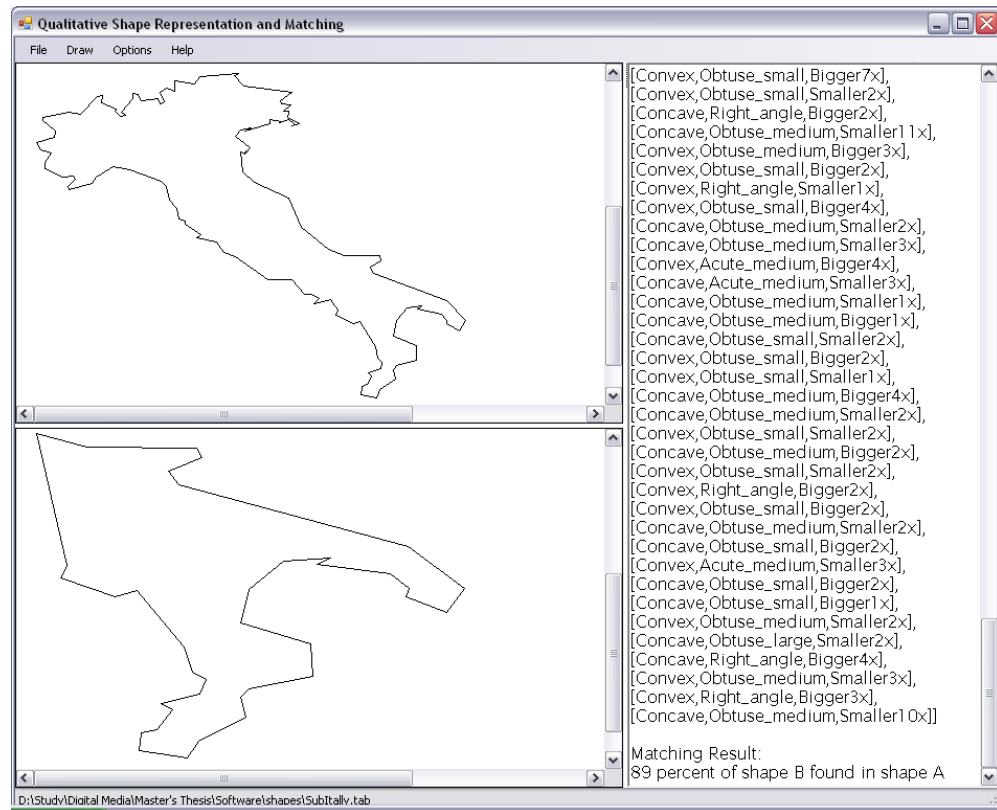 Qualitative Shape Representation and Matching
File Draw Options Help
[Convex,Obtuse_small,Bigger7x],
[Convex,Obtuse_small,Smaller2x],
[Concave,Right_angle,Bigger2x],
[Concave,Obtuse_medium,Smaller11x],
[Convex,Obtuse_medium,Bigger3x],
[Convex,Obtuse_small,Bigger2x],
[Convex,Right_angle,Smaller1x],
[Convex,Obtuse_small,Bigger4x],
[Concave,Obtuse_medium,Smaller2x],
[Concave,Obtuse_medium,Smaller3x],
[Convex,Acute_medium,Bigger4x],
[Concave,Acute_medium,Smaller3x],
[Concave,Obtuse_medium,Smaller1x],
[Concave,Obtuse_medium,Bigger1x],
[Concave,Obtuse_small,Smaller2x],
[Convex,Obtuse_small,Bigger2x],
[Convex,Obtuse_small,Smaller1x],
[Concave,Obtuse_medium,Bigger4x],
[Concave,Obtuse_medium,Smaller2x],
[Convex,Obtuse_small,Smaller2x],
[Concave,Obtuse_medium,Bigger2x],
[Convex,Obtuse_small,Smaller2x],
[Convex,Right_angle,Bigger2x],
[Convex,Obtuse_small,Bigger2x],
[Concave,Obtuse_medium,Smaller2x],
[Concave,Obtuse_small,Bigger2x],
[Convex,Acute_medium,Smaller3x],
[Concave,Obtuse_small,Bigger2x],
[Concave,Obtuse_small,Bigger1x],
[Convex,Obtuse_medium,Smaller2x],
[Concave,Obtuse_large,Smaller2x],
[Concave,Right_angle,Bigger4x],
[Convex,Obtuse_medium,Smaller3x],
[Convex,Right_angle,Bigger3x],
[Concave,Obtuse_medium,Smaller10x]]
Matching Result:
89 percent of shape B found in shape A
D:\Study\Digital Media\Master's Thesis\Software\shapes\SubItaly.tab